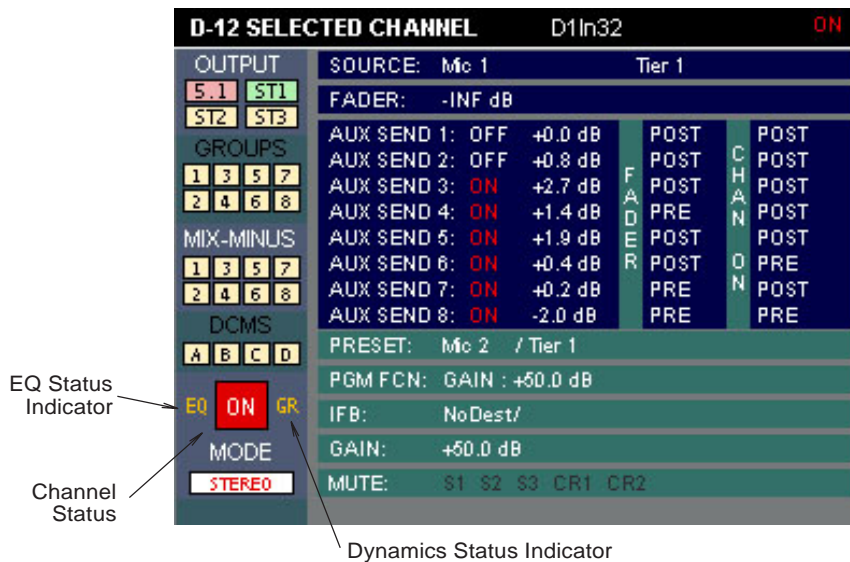 D-12 SELECTED CHANNEL D1In32 ON
OUTPUT
5.1 ST1
ST2 ST3
GROUPS
1 3 5 7
2 4 6 8
MIX-MINUS
1 3 5 7
2 4 6 8
DCMS
A B C D
EQ ON GR
MODE
STEREO
SOURCE: Mic 1 Tier 1
FADER: -INF dB
AUX SEND 1: OFF +0.0 dB POST POST
AUX SEND 2: OFF +0.8 dB POST POST
AUX SEND 3: ON +2.7 dB POST POST
AUX SEND 4: ON +1.4 dB PRE POST
AUX SEND 5: ON +1.9 dB POST POST
AUX SEND 6: ON +0.4 dB POST PRE
AUX SEND 7: ON +0.2 dB PRE POST
AUX SEND 8: ON -2.0 dB PRE PRE
FADER
CHAN ON
PRESET: Mic 2 / Tier 1
PGM FCN: GAIN : +50.0 dB
IFB: NoDest/
GAIN: +50.0 dB
MUTE: S1 S2 S3 CR1 CR2
EQ Status
Indicator
Channel
Status
Dynamics Status Indicator